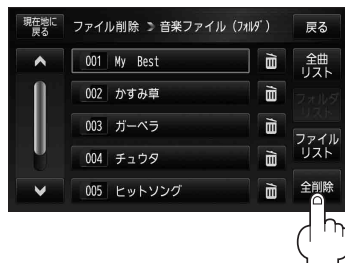 現在地に
戻る
ファイル削除 > 音楽ファイル (ﾌｫﾙﾀﾞ)
戻る
001 My Best
002 かすみ草
003 ガーベラ
004 チュウタ
005 ヒットソング
全曲
リスト
フォルダ
リスト
ファイル
リスト
全削除